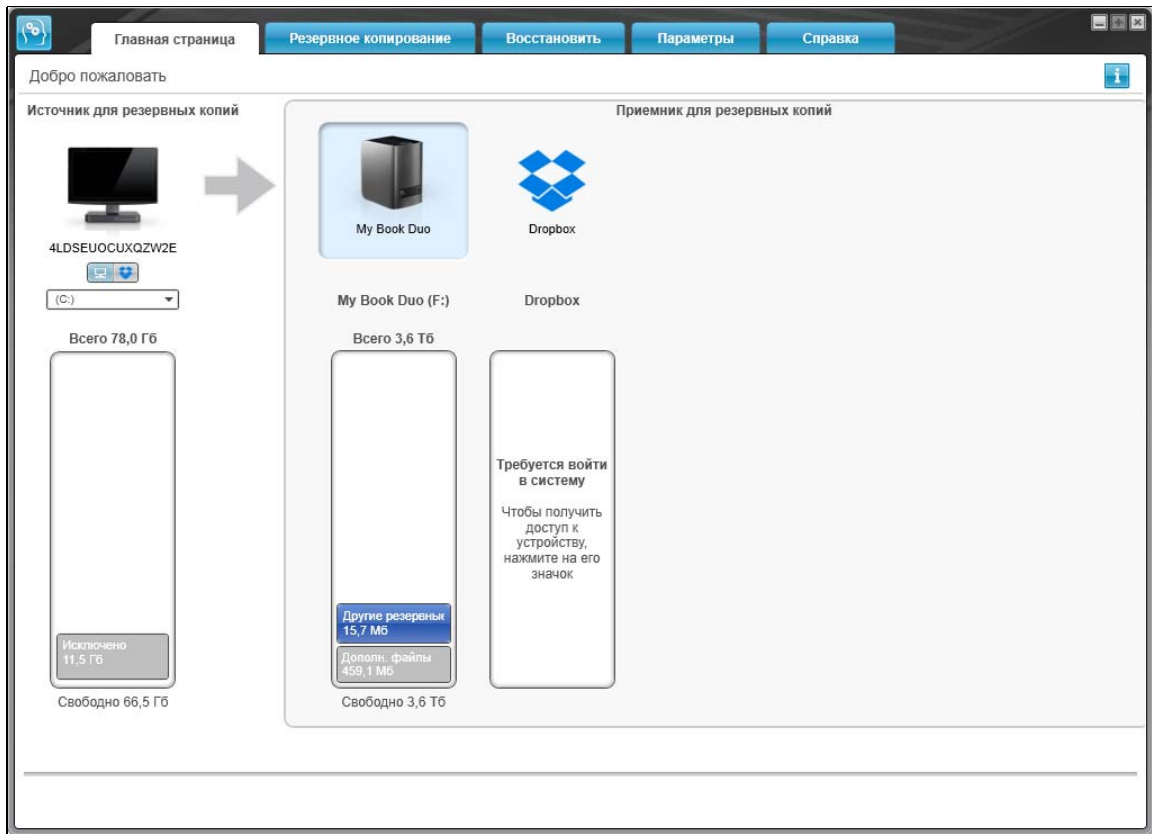 Главная страница
Резервное копирование
Восстановить
Параметры
Справка
Добро пожаловать
Источник для резервных копий
Приемник для резервных копий
4LDSEUOCUXQZW2E
(C:)
Всего 78,0 Гб
Исключено
11,5 Гб
Свободно 66,5 Гб
My Book Duo
Dropbox
My Book Duo (F:)
Dropbox
Всего 3,6 Тб
Другие резервные
15,7 Мб
Дополн. файлы
459,1 Мб
Свободно 3,6 Тб
Требуется войти
в систему
Чтобы получить
доступ к
устройству,
нажмите на его
значок